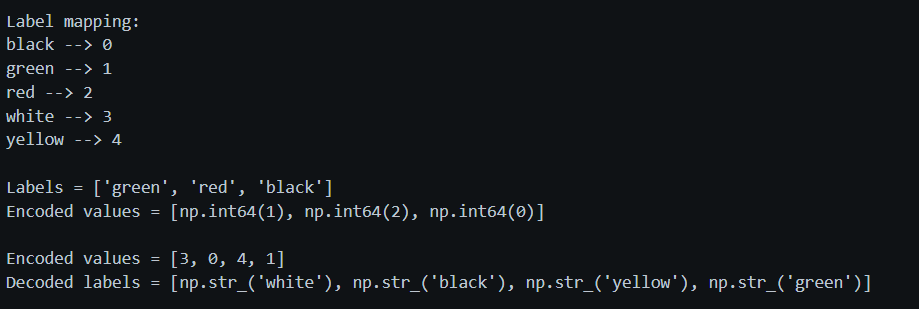 Label mapping:
black --> 0
green --> 1
red --> 2
white --> 3
yellow --> 4
Labels = ['green', 'red', 'black']
Encoded values = [np.int64(1), np.int64(2), np.int64(0)]
Encoded values = [3, 0, 4, 1]
Decoded labels = [np.str_('white'), np.str_('black'), np.str_('yellow'), np.str_('green')]